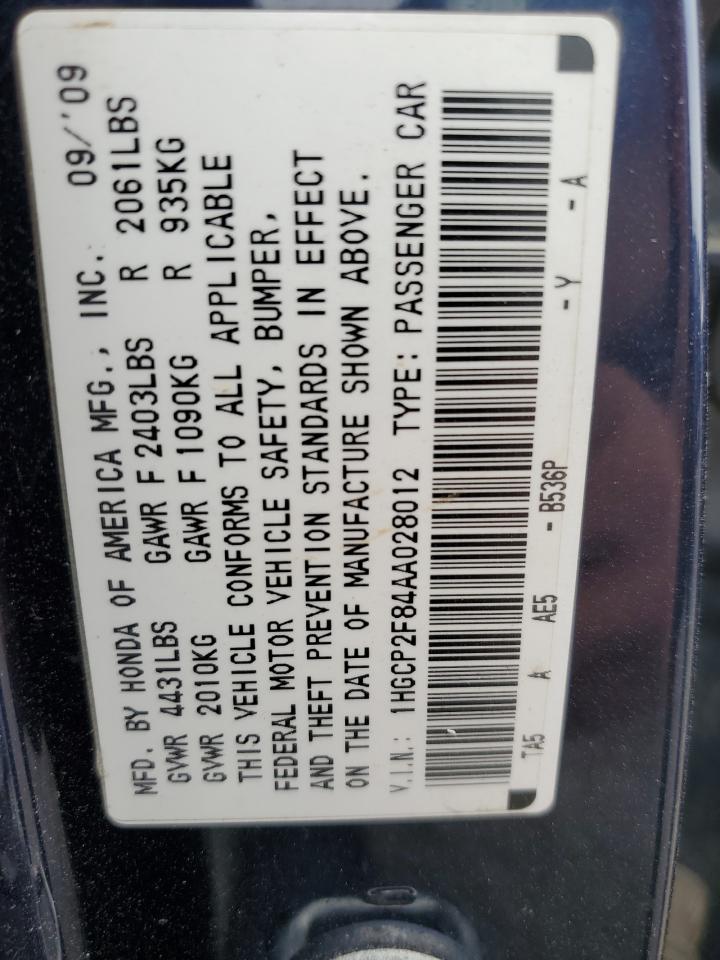 MFD. BY HONDA OF AMERICA MFG., INC. 09/'09
GVWR 4431LBS GAWR F 2403LBS R 2061LBS
GVWR 2010KG GAWR F 1090KG R 935KG
THIS VEHICLE CONFORMS TO ALL APPLICABLE
FEDERAL MOTOR VEHICLE SAFETY, BUMPER,
AND THEFT PREVENTION STANDARDS IN EFFECT
ON THE DATE OF MANUFACTURE SHOWN ABOVE.
V.I.N.: 1HGCP2F84AA028012 TYPE: PASSENGER CAR
TA5 A AE5 - B536P - Y - A